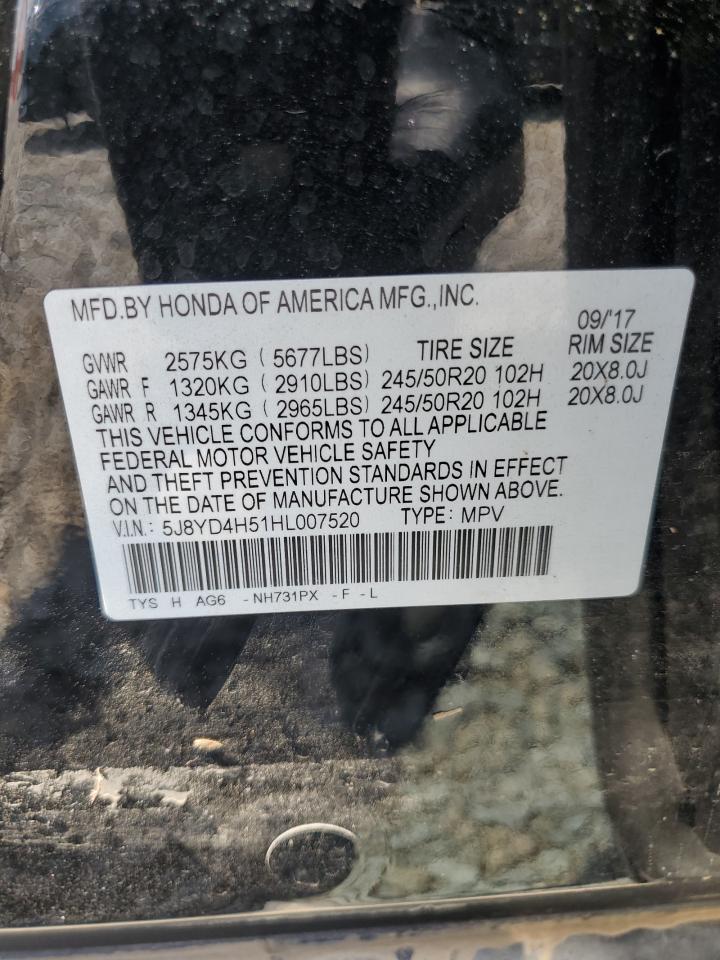 MFD.BY HONDA OF AMERICA MFG.,INC.
09/'17
GVWR 2575KG ( 5677LBS) TIRE SIZE RIM SIZE
GAWR F 1320KG ( 2910LBS) 245/50R20 102H 20X8.0J
GAWR R 1345KG ( 2965LBS) 245/50R20 102H 20X8.0J
THIS VEHICLE CONFORMS TO ALL APPLICABLE
FEDERAL MOTOR VEHICLE SAFETY
AND THEFT PREVENTION STANDARDS IN EFFECT
ON THE DATE OF MANUFACTURE SHOWN ABOVE.
V.I.N.: 5J8YD4H51HL007520 TYPE: MPV
TYS H AG6 -NH731PX -F -L